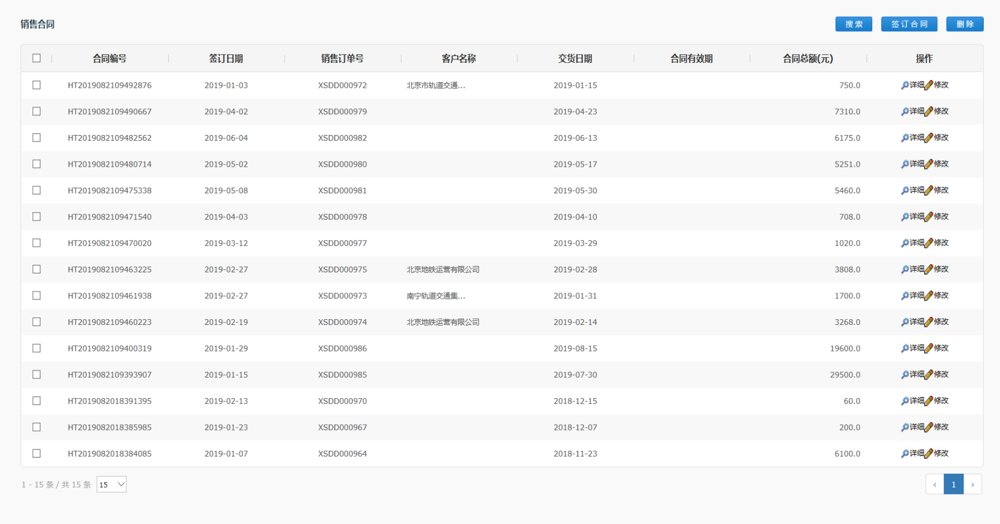 销售合同 搜 索 签 订 合 同 删 除
合同编号 签订日期 销售订单号 客户名称 交货日期 合同有效期 合同总额(元) 操作
HT2019082109492876 2019-01-03 XSDD000972 北京市轨道交通... 2019-01-15 750.0 详细 修改
HT2019082109490667 2019-04-02 XSDD000979 2019-04-23 7310.0 详细 修改
HT2019082109482562 2019-06-04 XSDD000982 2019-06-13 6175.0 详细 修改
HT2019082109480714 2019-05-02 XSDD000980 2019-05-17 5251.0 详细 修改
HT2019082109475338 2019-05-08 XSDD000981 2019-05-30 5460.0 详细 修改
HT2019082109471540 2019-04-03 XSDD000978 2019-04-10 708.0 详细 修改
HT2019082109470020 2019-03-12 XSDD000977 2019-03-29 1020.0 详细 修改
HT2019082109463225 2019-02-27 XSDD000975 北京地铁运营有限公司 2019-02-28 3808.0 详细 修改
HT2019082109461938 2019-02-27 XSDD000973 南宁轨道交通集... 2019-01-31 1700.0 详细 修改
HT2019082109460223 2019-02-19 XSDD000974 北京地铁运营有限公司 2019-02-14 3268.0 详细 修改
HT2019082109400319 2019-01-29 XSDD000986 2019-08-15 19600.0 详细 修改
HT2019082109393907 2019-01-15 XSDD000985 2019-07-30 29500.0 详细 修改
HT2019082018391395 2019-02-13 XSDD000970 2018-12-15 60.0 详细 修改
HT2019082018385985 2019-01-23 XSDD000967 2018-12-07 200.0 详细 修改
HT2019082018384085 2019-01-07 XSDD000964 2018-11-23 6100.0 详细 修改
1 - 15 条 / 共 15 条 15 ‹ 1 ›